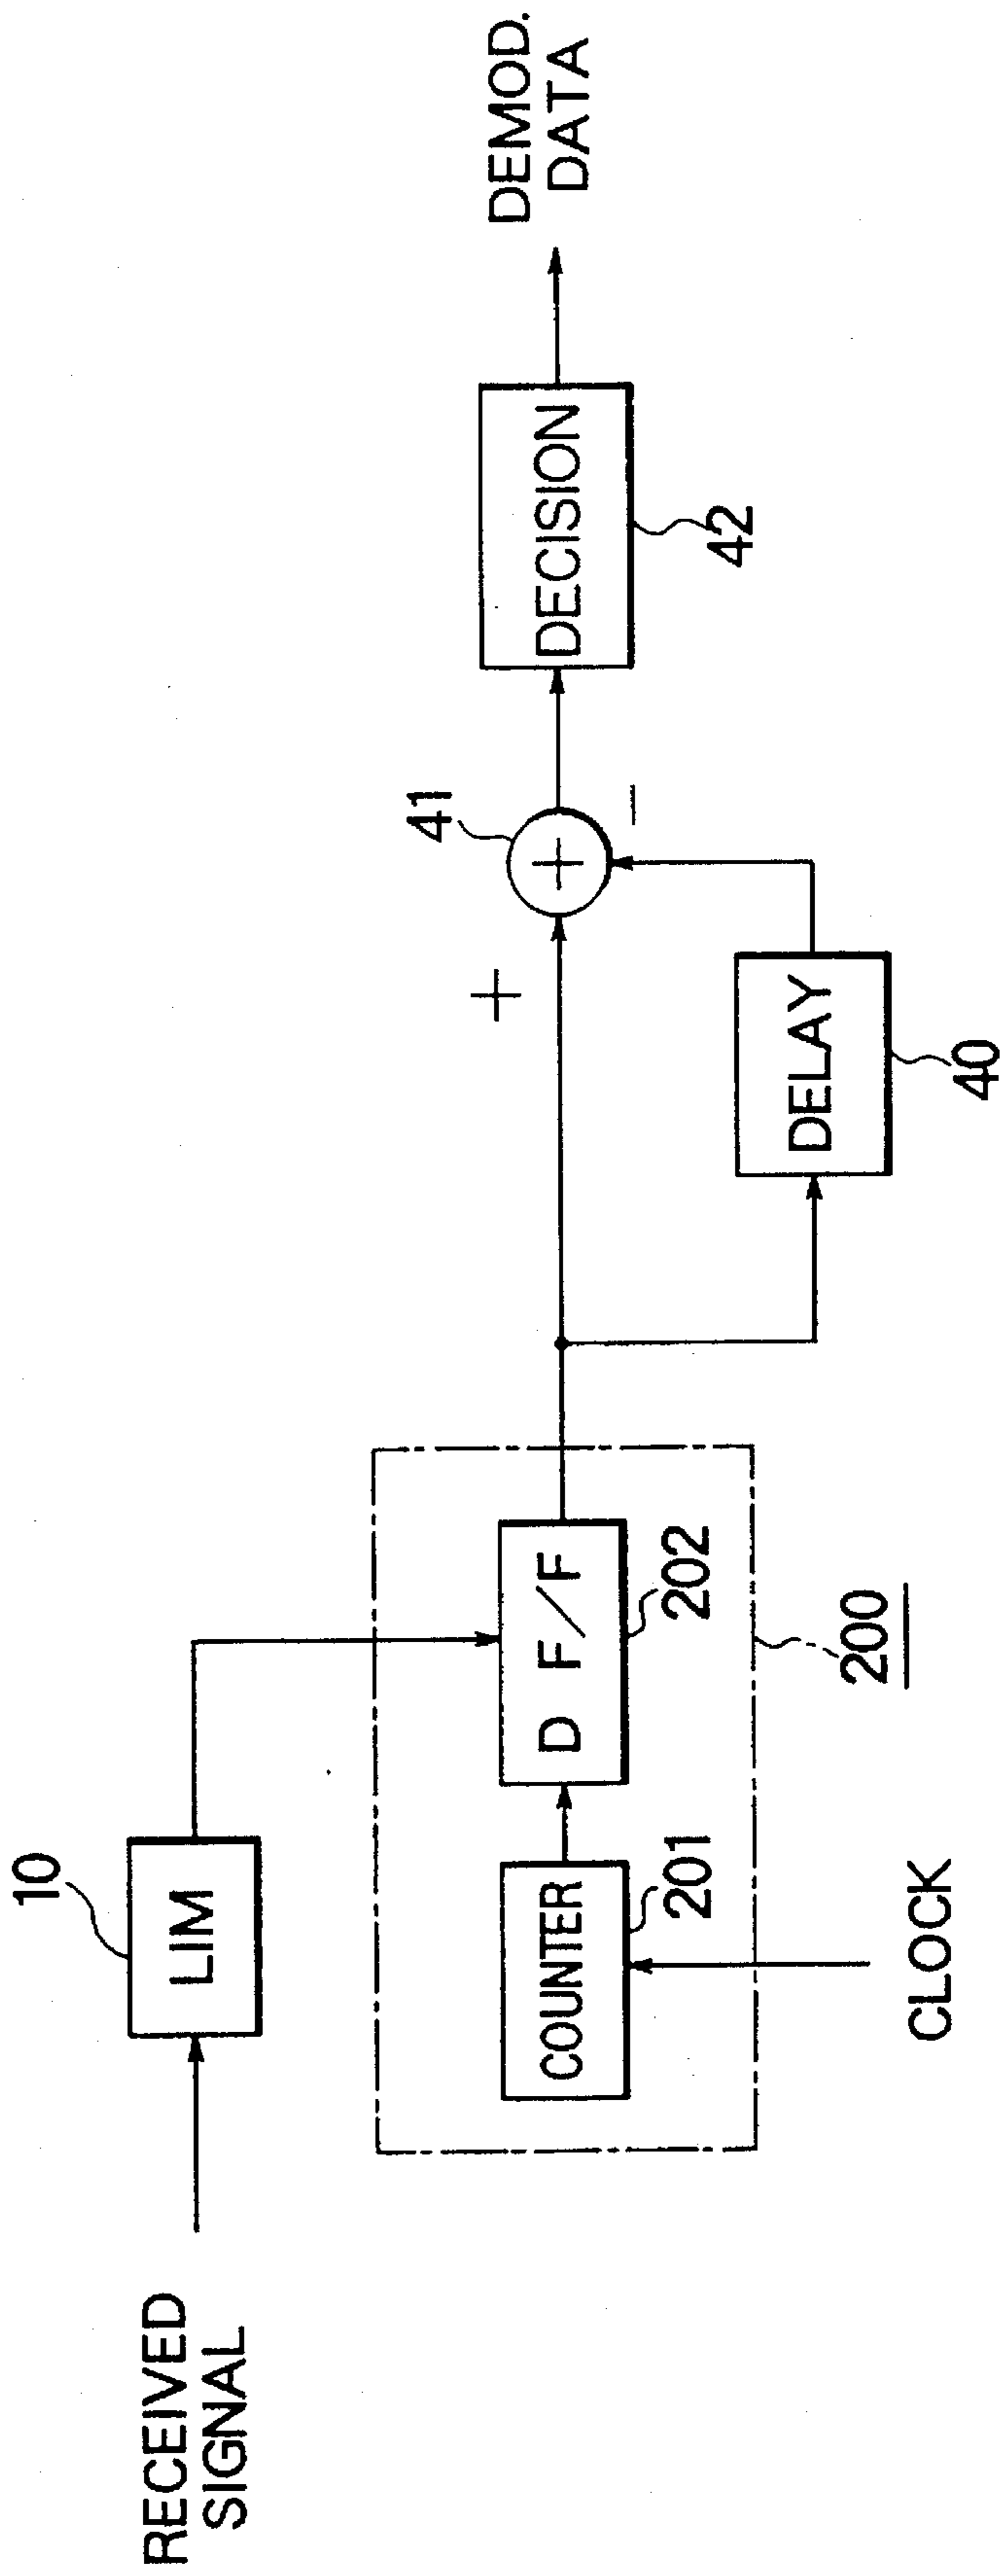 RECEIVED
SIGNAL
10
LIM
COUNTER
201
CLOCK
D F/F
202
200
+
DELAY
40
41
+
−
DECISION
42
DEMOD.
DATA